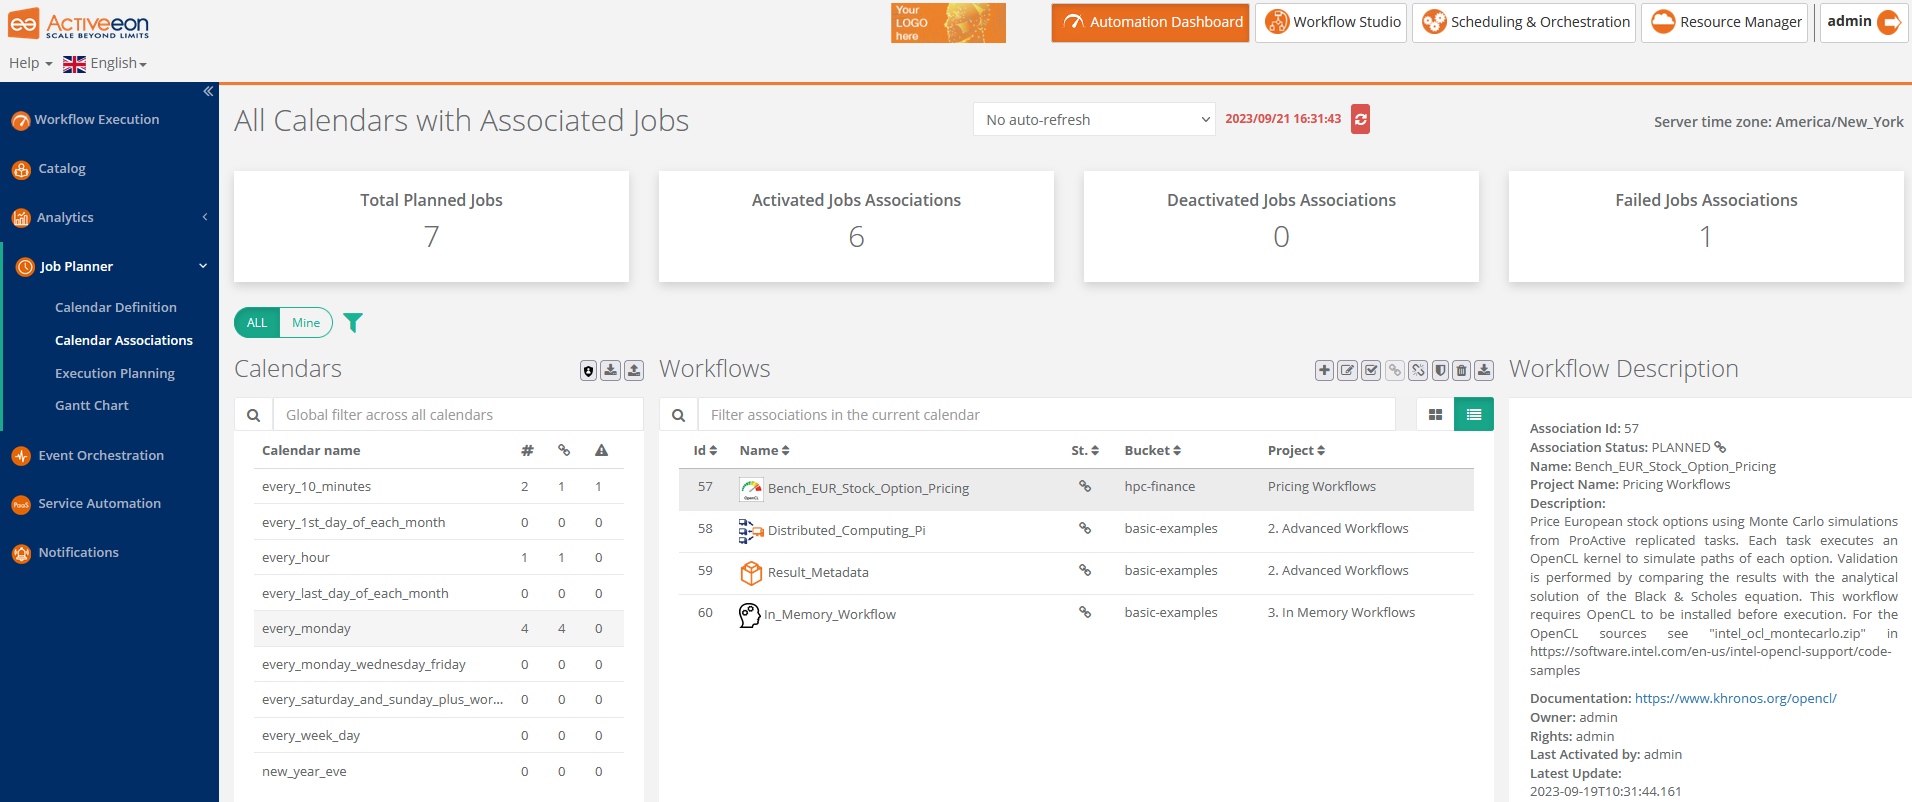 Activeeon
SCALE BEYOND LIMITS
Your
LOGO
here
Automation Dashboard
Workflow Studio
Scheduling & Orchestration
Resource Manager
admin
Help
English
Workflow Execution
Catalog
Analytics
Job Planner
Calendar Definition
Calendar Associations
Execution Planning
Gantt Chart
Event Orchestration
PaaS
Service Automation
Notifications
All Calendars with Associated Jobs
No auto-refresh
2023/09/21 16:31:43
Server time zone: America/New_York
Total Planned Jobs
7
Activated Jobs Associations
6
Deactivated Jobs Associations
0
Failed Jobs Associations
1
ALL
Mine
Calendars
Global filter across all calendars
Calendar name #
every_10_minutes 2 1 1
every_1st_day_of_each_month 0 0 0
every_hour 1 1 0
every_last_day_of_each_month 0 0 0
every_monday 4 4 0
every_monday_wednesday_friday 0 0 0
every_saturday_and_sunday_plus_wor... 0 0 0
every_week_day 0 0 0
new_year_eve 0 0 0
Workflows
Filter associations in the current calendar
Id Name St. Bucket Project
57 OpenCL Bench_EUR_Stock_Option_Pricing hpc-finance Pricing Workflows
58 Distributed_Computing_Pi basic-examples 2. Advanced Workflows
59 Result_Metadata basic-examples 2. Advanced Workflows
60 In_Memory_Workflow basic-examples 3. In Memory Workflows
Workflow Description
Association Id: 57
Association Status: PLANNED
Name: Bench_EUR_Stock_Option_Pricing
Project Name: Pricing Workflows
Description:
Price European stock options using Monte Carlo simulations
from ProActive replicated tasks. Each task executes an
OpenCL kernel to simulate paths of each option. Validation
is performed by comparing the results with the analytical
solution of the Black & Scholes equation. This workflow
requires OpenCL to be installed before execution. For the
OpenCL sources see "intel_ocl_montecarlo.zip" in
https://software.intel.com/en-us/intel-opencl-support/code-
samples
Documentation: https://www.khronos.org/opencl/
Owner: admin
Rights: admin
Last Activated by: admin
Latest Update:
2023-09-19T10:31:44.161